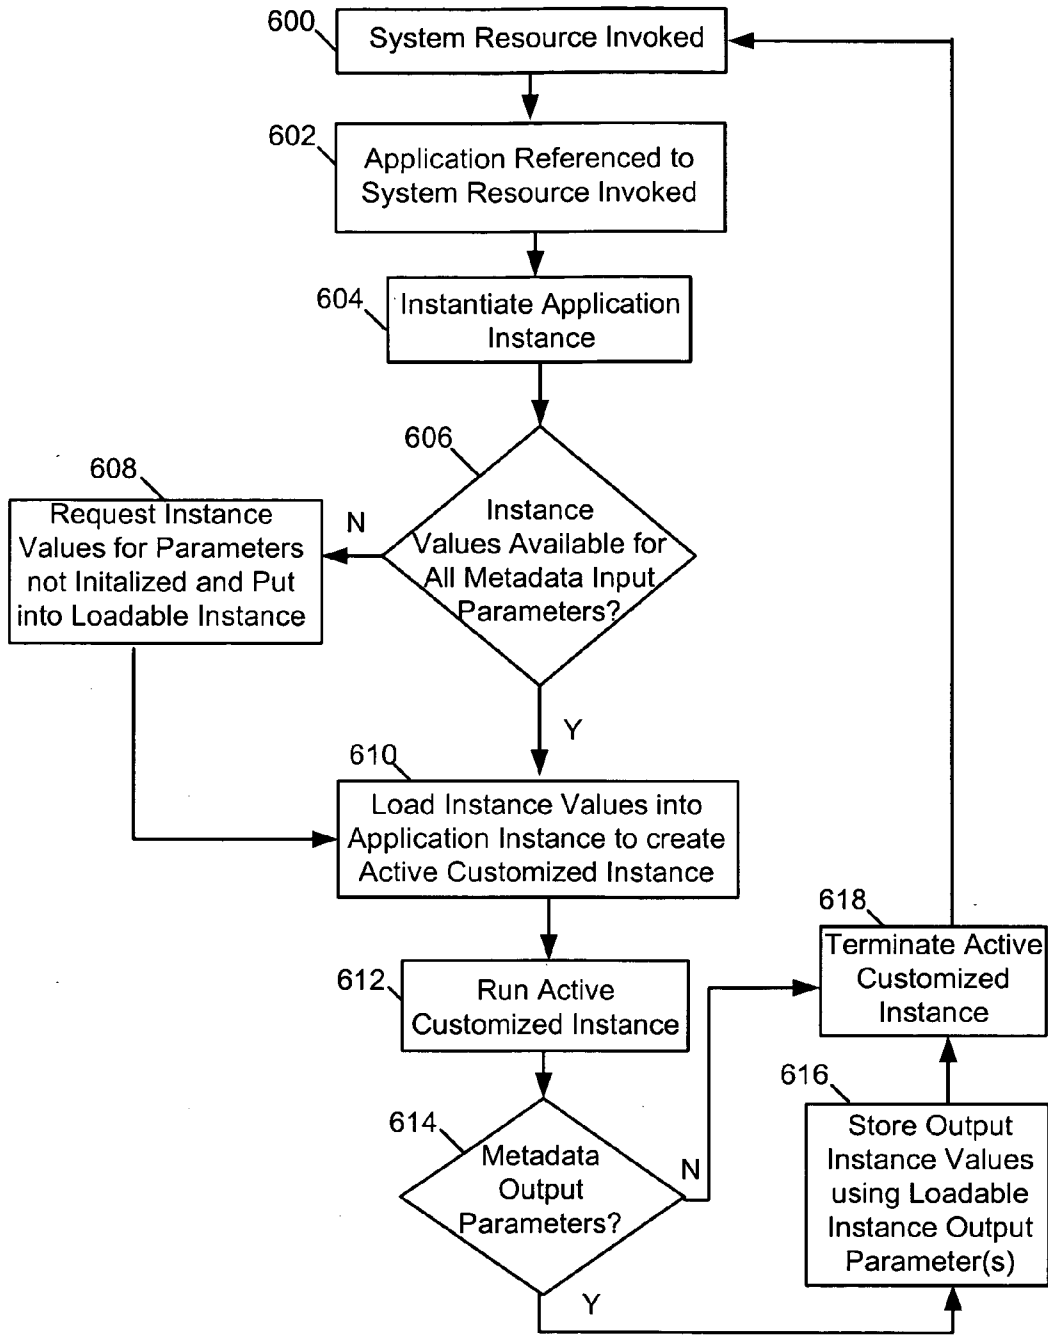 600
System Resource Invoked
602
Application Referenced to
System Resource Invoked
604
Instantiate Application
Instance
606
Instance
Values Available for
All Metadata Input
Parameters?
N
608
Request Instance
Values for Parameters
not Initalized and Put
into Loadable Instance
Y
610
Load Instance Values into
Application Instance to create
Active Customized Instance
612
Run Active
Customized Instance
614
Metadata
Output
Parameters?
N
Y
616
Store Output
Instance Values
using Loadable
Instance Output
Parameter(s)
618
Terminate Active
Customized
Instance